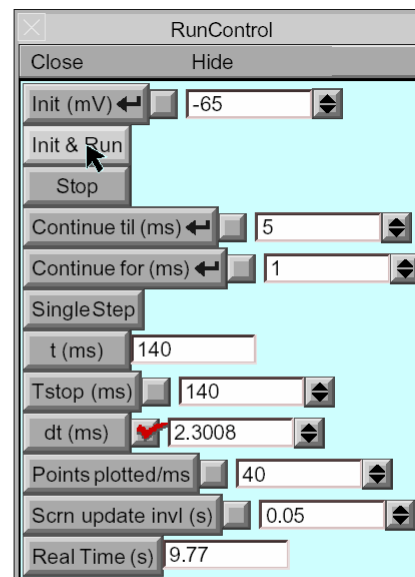 RunControl
Close Hide
Init (mV) -65
Init & Run
Stop
Continue til (ms) 5
Continue for (ms) 1
SingleStep
t (ms) 140
Tstop (ms) 140
dt (ms) 2.3008
Points plotted/ms 40
Scrn update invl (s) 0.05
Real Time (s) 9.77